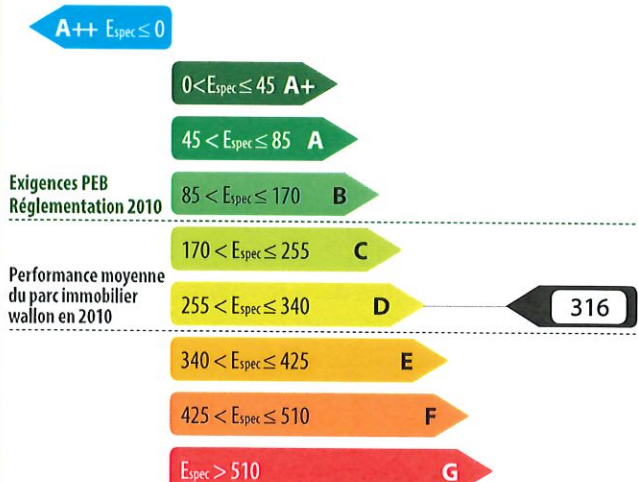 A++ Espec ≤ 0
0 < Espec ≤ 45 A+
45 < Espec ≤ 85 A
Exigences PEB
Réglementation 2010
85 < Espec ≤ 170 B
170 < Espec ≤ 255 C
Performance moyenne
du parc immobilier
wallon en 2010
255 < Espec ≤ 340 D
316
340 < Espec ≤ 425 E
425 < Espec ≤ 510 F
Espec > 510 G